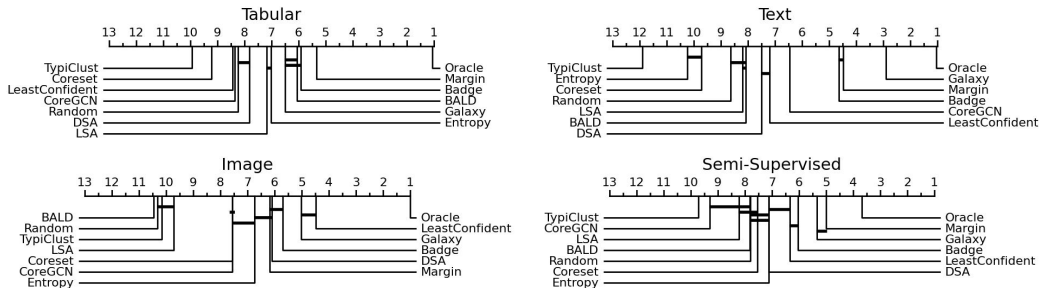 Tabular
13 12 11 10 9 8 7 6 5 4 3 2 1
TypiClust
Coreset
LeastConfident
CoreGCN
Random
DSA
LSA
Oracle
Margin
Badge
BALD
Galaxy
Entropy
Text
13 12 11 10 9 8 7 6 5 4 3 2 1
TypiClust
Entropy
Coreset
Random
LSA
BALD
DSA
Oracle
Galaxy
Margin
Badge
CoreGCN
LeastConfident
Image
13 12 11 10 9 8 7 6 5 4 3 2 1
BALD
Random
TypiClust
LSA
Coreset
CoreGCN
Entropy
Oracle
LeastConfident
Galaxy
Badge
DSA
Margin
Semi-Supervised
13 12 11 10 9 8 7 6 5 4 3 2 1
TypiClust
CoreGCN
LSA
BALD
Random
Coreset
Entropy
Oracle
Margin
Galaxy
Badge
LeastConfident
DSA